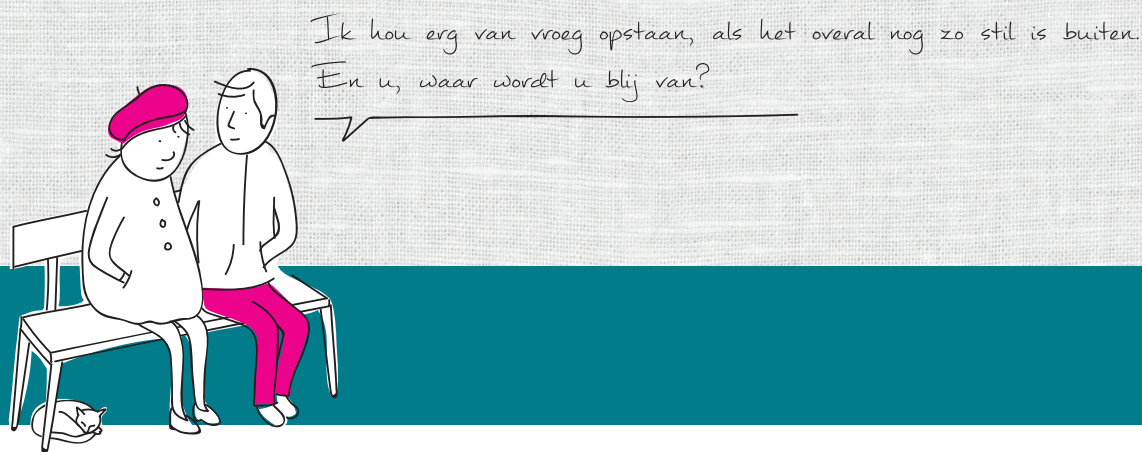 Ik hou erg van vroeg opstaan, als het overal nog zo stil is buiten.
En u, waar wordt u blij van?